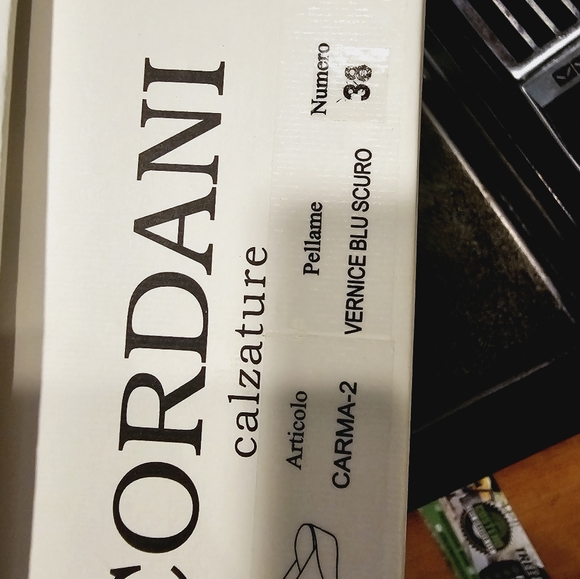 CORDANI
calzature
Articolo Pellame Numero
CARMA-2 VERNICE BLU SCURO 38